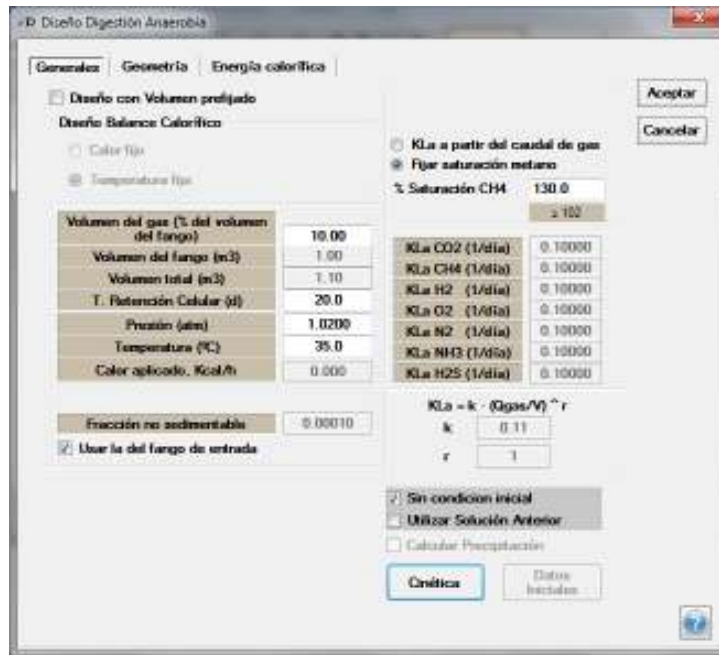 Diseño Digestión Anaerobia
Generales Geometría Energía calorífica
Diseño con Volumen prefijado
Diseño Balance Calorífico
Calor fijo
Temperatura fija
Volumen del gas (% del volumen
del fango) 10.00
Volumen del fango (m3) 1.00
Volumen total (m3) 1.10
T. Retención Celular (d) 20.0
Presión (atm) 1.0200
Temperatura (ºC) 35.0
Calor aplicado, Kcal/h 0.000
Fracción no sedimentable 0.00010
Usar la del fango de entrada
KLa a partir del caudal de gas
Fijar saturación metano
% Saturación CH4 130.0
≥ 102
KLa CO2 (1/día) 0.10000
KLa CH4 (1/día) 0.10000
KLa H2 (1/día) 0.10000
KLa O2 (1/día) 0.10000
KLa N2 (1/día) 0.10000
KLa NH3 (1/día) 0.10000
KLa H2S (1/día) 0.10000
KLa = k · (Qgas/V) ^ r
k 0.11
r 1
Sin condicion inicial
Utilizar Solución Anterior
Calcular Precipitación
Cinética
Datos
Iniciales
Aceptar
Cancelar